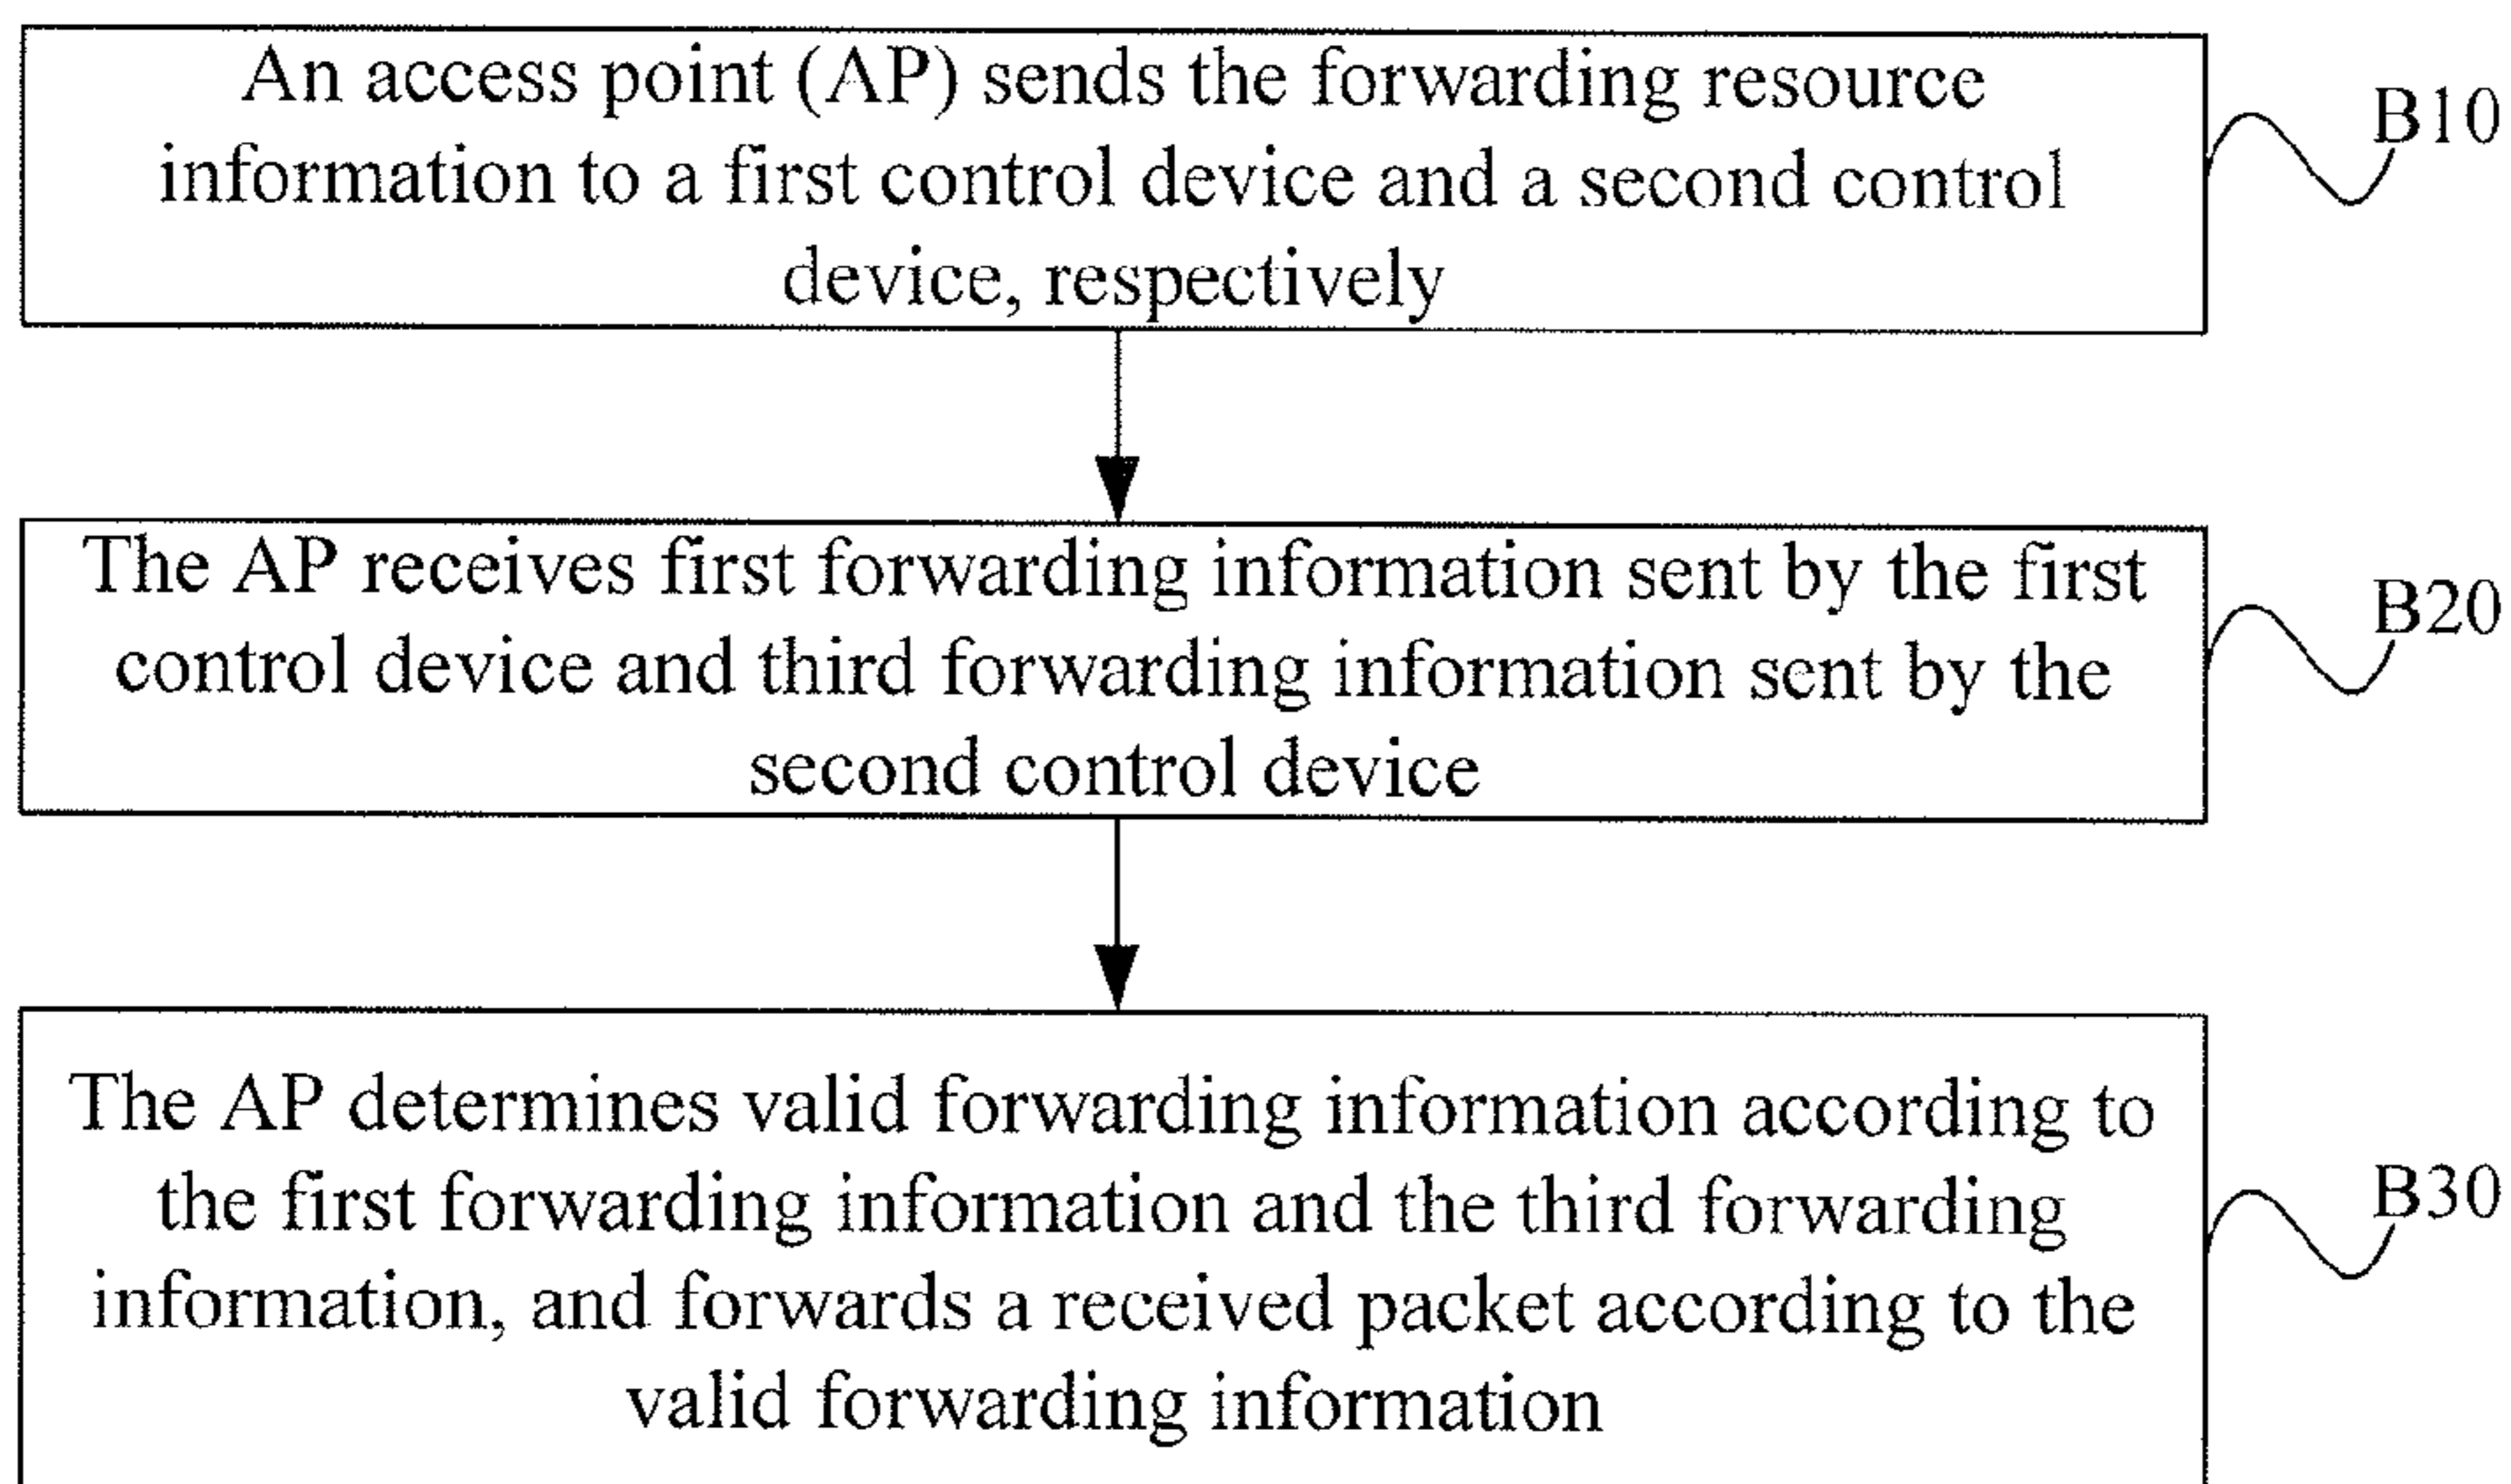 An access point (AP) sends the forwarding resource
information to a first control device and a second control
device, respectively
B10
The AP receives first forwarding information sent by the first
control device and third forwarding information sent by the
second control device
B20
The AP determines valid forwarding information according to
the first forwarding information and the third forwarding
information, and forwards a received packet according to the
valid forwarding information
B30